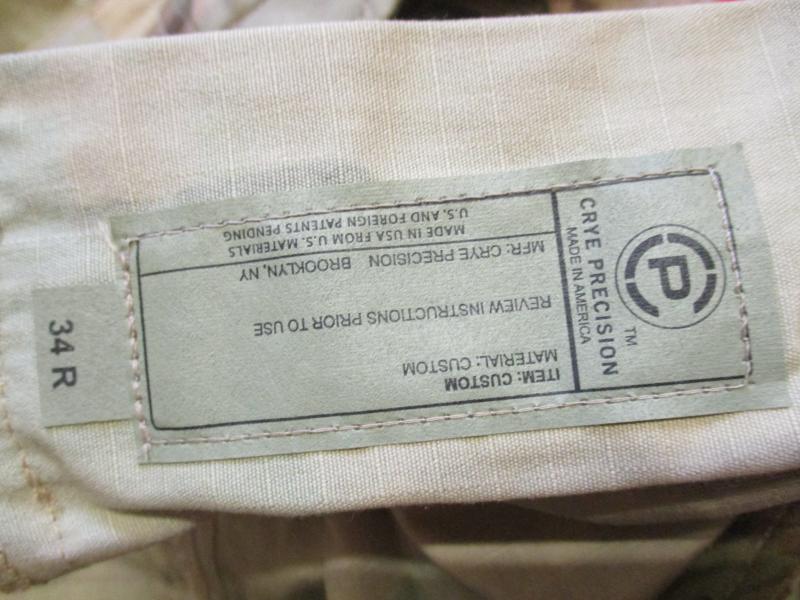 CRYE PRECISION
MADE IN AMERICA
TM
ITEM: CUSTOM
MATERIAL: CUSTOM
REVIEW INSTRUCTIONS PRIOR TO USE
MFR: CRYE PRECISION BROOKLYN, NY
MADE IN USA FROM U.S. MATERIALS
U.S. AND FOREIGN PATENTS PENDING
34 R